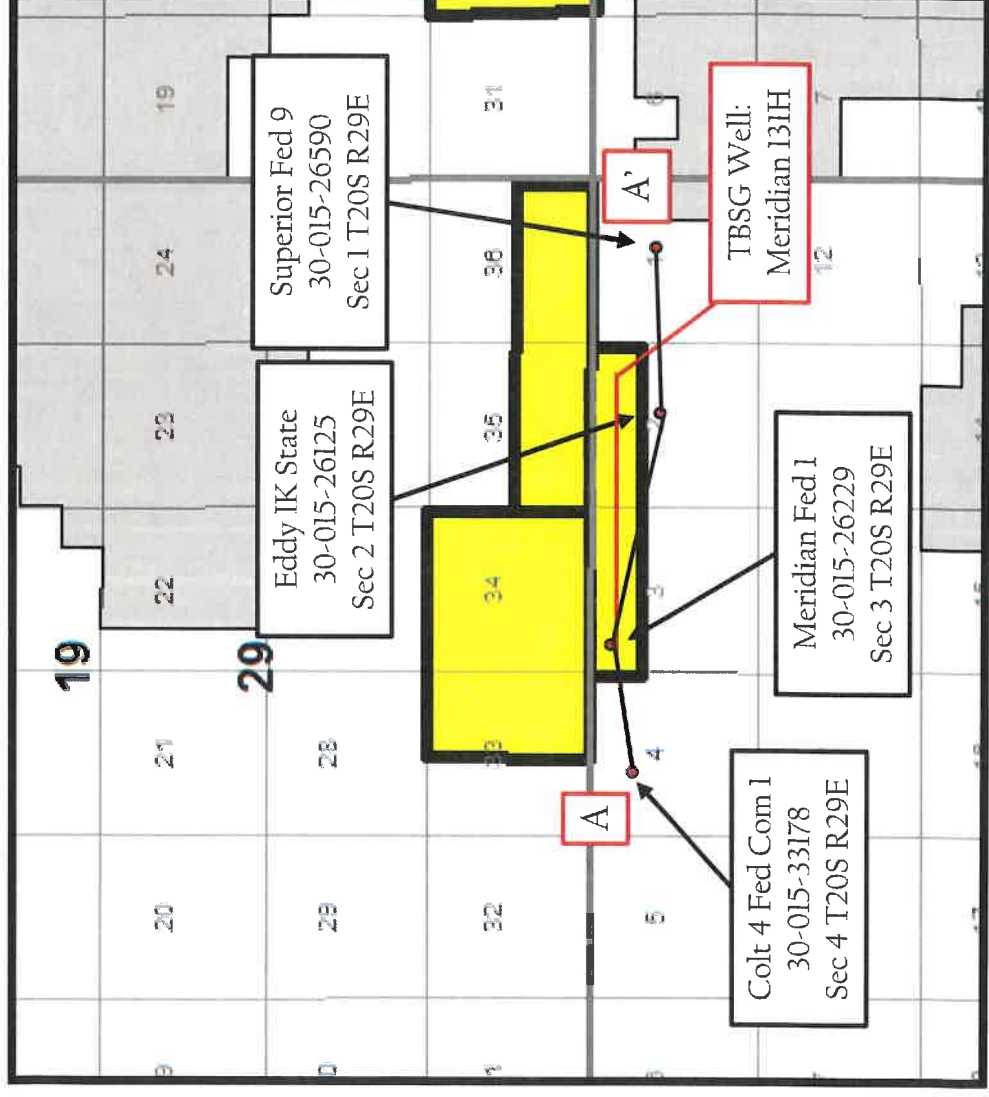 19
20
21
22
23
24
19
29
29
28
Eddy IK State
30-015-26125
Sec 2 T20S R29E
Superior Fed 9
30-015-26590
Sec 1 T20S R29E
32
33
34
35
36
31
A
A'
5
4
3
2
1
6
Colt 4 Fed Com 1
30-015-33178
Sec 4 T20S R29E
Meridian Fed 1
30-015-26229
Sec 3 T20S R29E
TBSG Well:
Meridian 131H
12
7